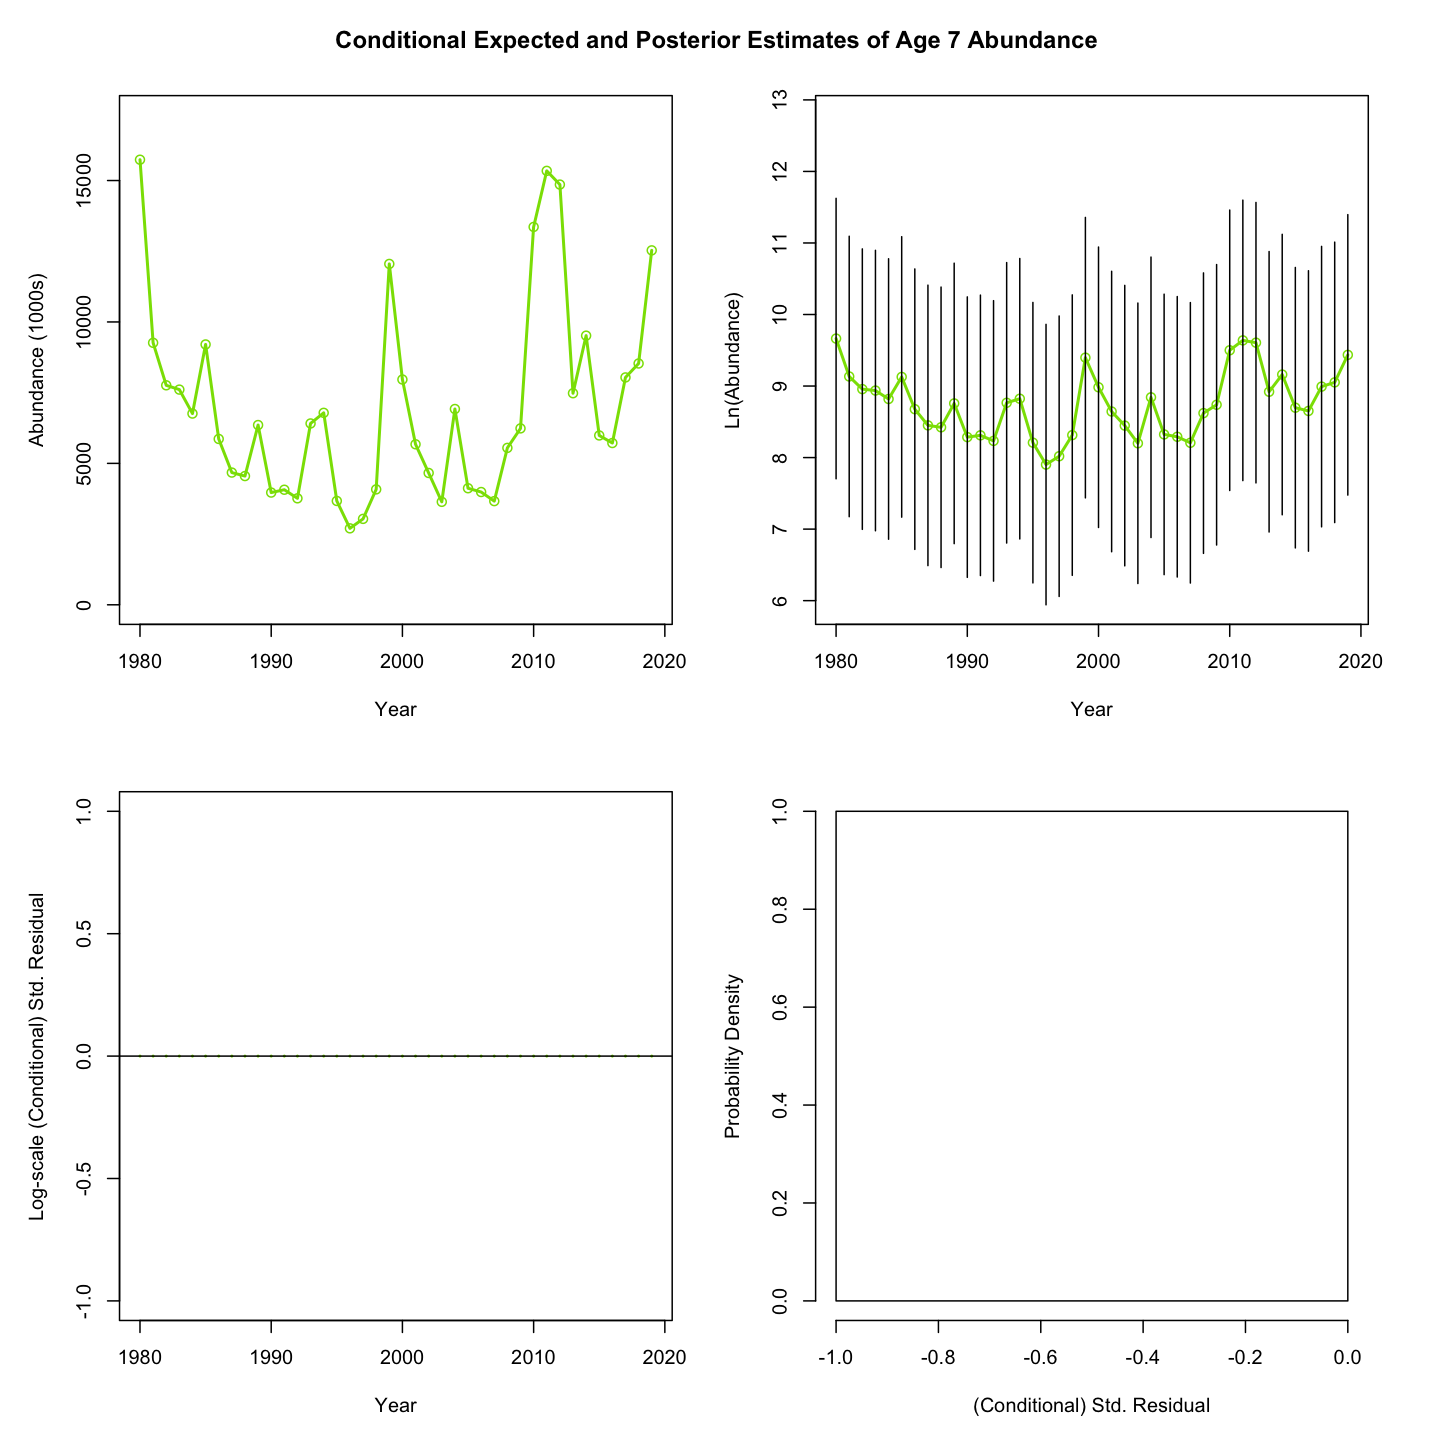 Conditional Expected and Posterior Estimates of Age 7 Abundance
Abundance (1000s)
15000
10000
5000
0
1980 1990 2000 2010 2020
Year
Ln(Abundance)
13
12
11
10
9
8
7
6
1980 1990 2000 2010 2020
Year
Log-scale (Conditional) Std. Residual
1.0
0.5
0.0
-0.5
-1.0
1980 1990 2000 2010 2020
Year
Probability Density
1.0
0.8
0.6
0.4
0.2
0.0
-1.0 -0.8 -0.6 -0.4 -0.2 0.0
(Conditional) Std. Residual